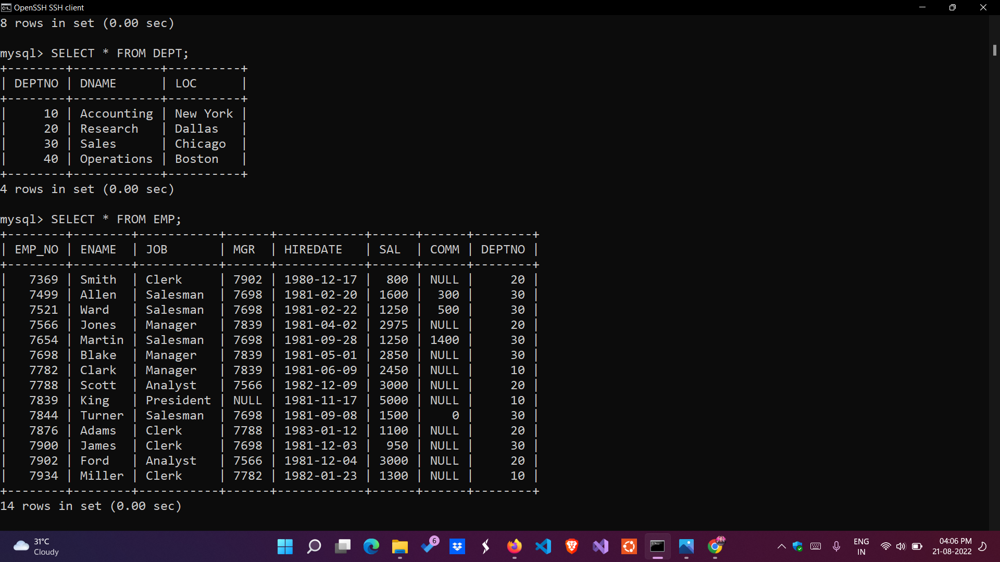 OpenSSH SSH client
8 rows in set (0.00 sec)
mysql> SELECT * FROM DEPT;
+--------+------------+----------+
| DEPTNO | DNAME      | LOC      |
+--------+------------+----------+
|     10 | Accounting | New York |
|     20 | Research   | Dallas   |
|     30 | Sales      | Chicago  |
|     40 | Operations | Boston   |
+--------+------------+----------+
4 rows in set (0.00 sec)
mysql> SELECT * FROM EMP;
+--------+--------+-----------+------+------------+------+------+--------+
| EMP_NO | ENAME  | JOB       | MGR  | HIREDATE   | SAL  | COMM | DEPTNO |
+--------+--------+-----------+------+------------+------+------+--------+
|   7369 | Smith  | Clerk     | 7902 | 1980-12-17 |  800 | NULL |     20 |
|   7499 | Allen  | Salesman  | 7698 | 1981-02-20 | 1600 |  300 |     30 |
|   7521 | Ward   | Salesman  | 7698 | 1981-02-22 | 1250 |  500 |     30 |
|   7566 | Jones  | Manager   | 7839 | 1981-04-02 | 2975 | NULL |     20 |
|   7654 | Martin | Salesman  | 7698 | 1981-09-28 | 1250 | 1400 |     30 |
|   7698 | Blake  | Manager   | 7839 | 1981-05-01 | 2850 | NULL |     30 |
|   7782 | Clark  | Manager   | 7839 | 1981-06-09 | 2450 | NULL |     10 |
|   7788 | Scott  | Analyst   | 7566 | 1982-12-09 | 3000 | NULL |     20 |
|   7839 | King   | President | NULL | 1981-11-17 | 5000 | NULL |     10 |
|   7844 | Turner | Salesman  | 7698 | 1981-09-08 | 1500 |    0 |     30 |
|   7876 | Adams  | Clerk     | 7788 | 1983-01-12 | 1100 | NULL |     20 |
|   7900 | James  | Clerk     | 7698 | 1981-12-03 |  950 | NULL |     30 |
|   7902 | Ford   | Analyst   | 7566 | 1981-12-04 | 3000 | NULL |     20 |
|   7934 | Miller | Clerk     | 7782 | 1982-01-23 | 1300 | NULL |     10 |
+--------+--------+-----------+------+------------+------+------+--------+
14 rows in set (0.00 sec)
31°C
Cloudy
6
ENG
IN
04:06 PM
21-08-2022